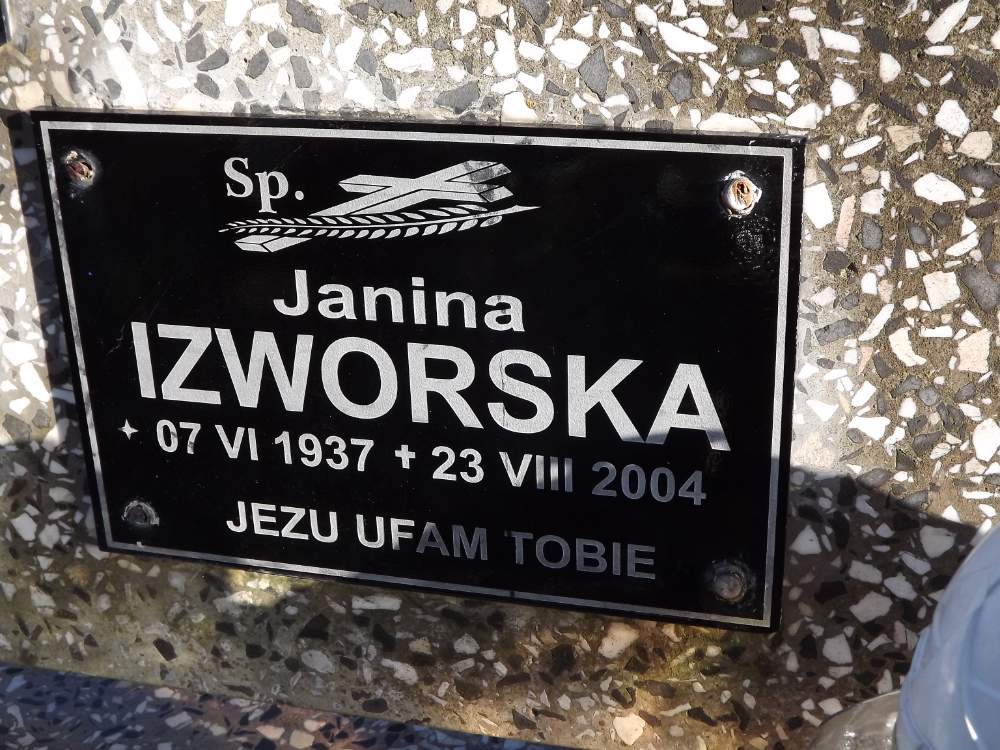 Sp.
Janina
IZWORSKA
07 VI 1937 ✝ 23 VIII 2004
JEZU UFAM TOBIE